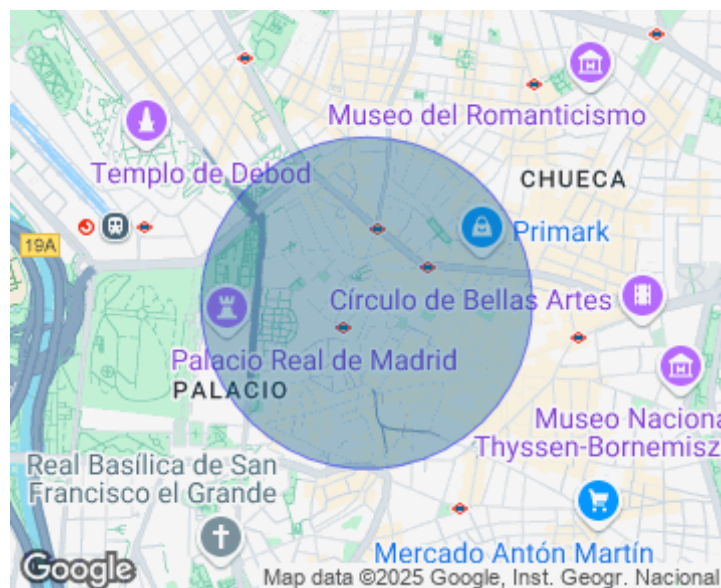 Museo del Romanticismo
Templo de Debod
CHUECA
Primark
19A
Círculo de Bellas Artes
Palacio Real de Madrid
PALACIO
Museo Naciona
Thyssen-Bornemisz
Real Basílica de San
Francisco el Grande
Mercado Antón Martín
Google
Map data ©2025 Google, Inst. Geogr. Nacional